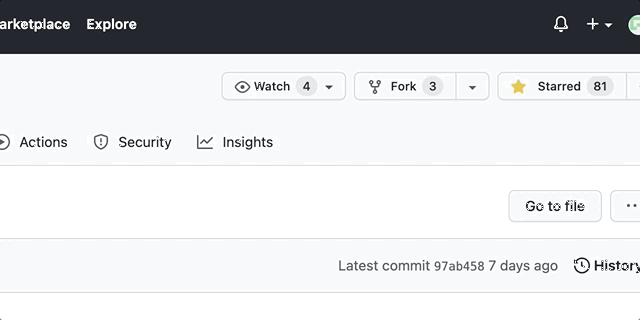 arketplace Explore
Watch 4 Fork 3 Starred 81
Actions Security Insights
Go to file
Latest commit 97ab458 7 days ago History